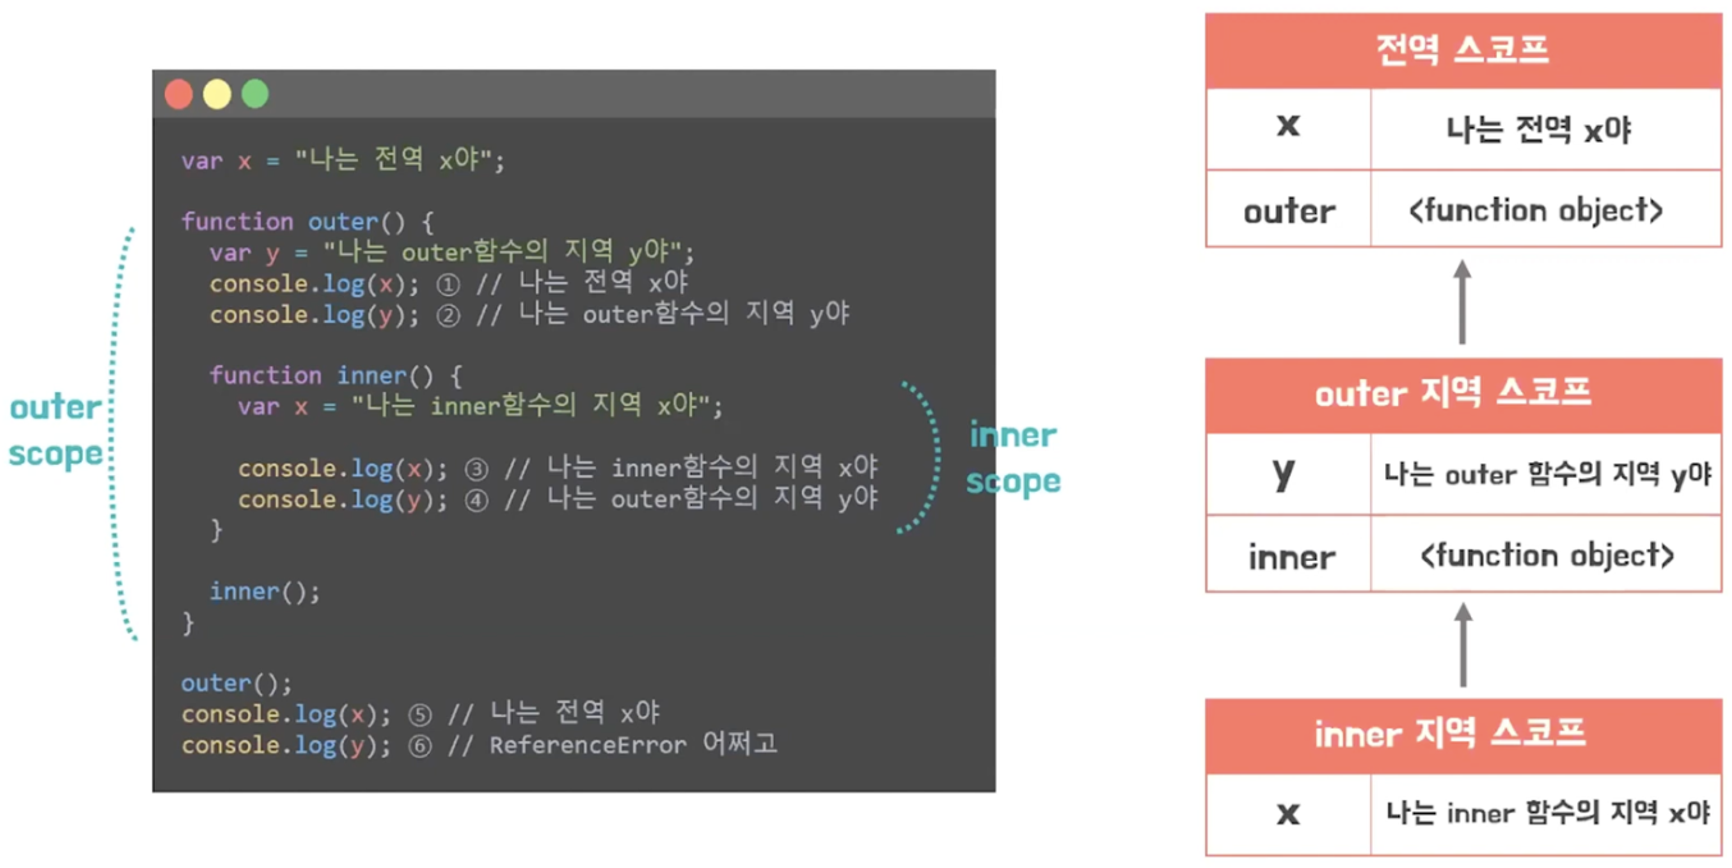 var x = "나는 전역 x야";
function outer() {
var y = "나는 outer함수의 지역 y야";
console.log(x); ① // 나는 전역 x야
console.log(y); ② // 나는 outer함수의 지역 y야
function inner() {
var x = "나는 inner함수의 지역 x야";
console.log(x); ③ // 나는 inner함수의 지역 x야
console.log(y); ④ // 나는 outer함수의 지역 y야
}
inner();
}
outer();
console.log(x); ⑤ // 나는 전역 x야
console.log(y); ⑥ // ReferenceError 어쩌고
outer
scope
inner
scope
전역 스코프
x 나는 전역 x야
outer <function object>
outer 지역 스코프
y 나는 outer 함수의 지역 y야
inner <function object>
inner 지역 스코프
x 나는 inner 함수의 지역 x야